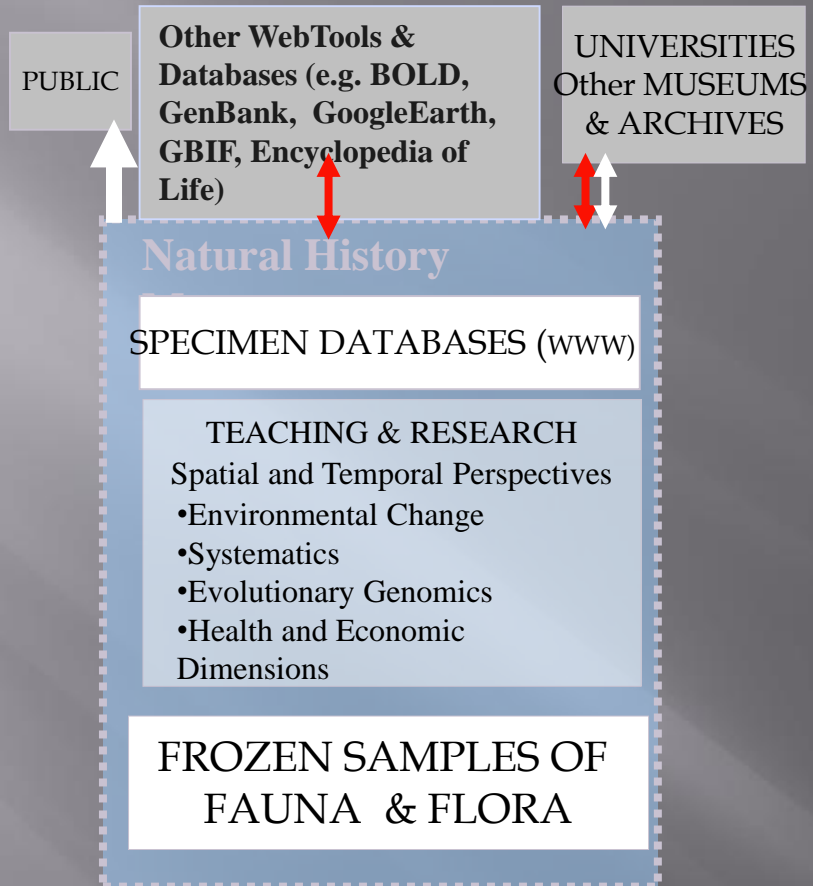 PUBLIC
Other WebTools &
Databases (e.g. BOLD,
GenBank, GoogleEarth,
GBIF, Encyclopedia of
Life)
UNIVERSITIES
Other MUSEUMS
& ARCHIVES
Natural History
SPECIMEN DATABASES (WWW)
TEACHING & RESEARCH
Spatial and Temporal Perspectives
•Environmental Change
•Systematics
•Evolutionary Genomics
•Health and Economic
Dimensions
FROZEN SAMPLES OF
FAUNA & FLORA